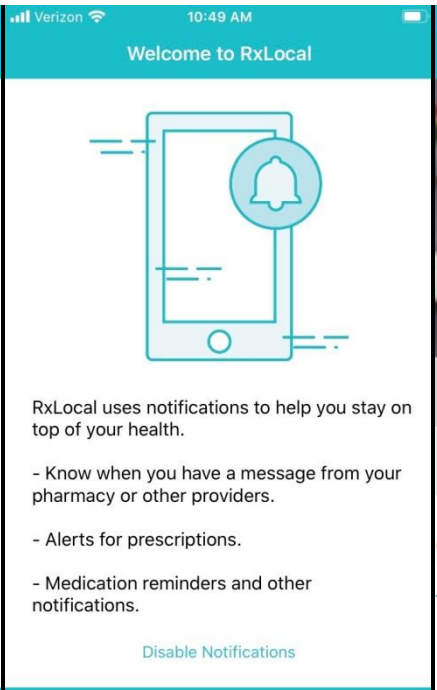 Verizon 10:49 AM
Welcome to RxLocal
RxLocal uses notifications to help you stay on
top of your health.
- Know when you have a message from your
pharmacy or other providers.
- Alerts for prescriptions.
- Medication reminders and other
notifications.
Disable Notifications